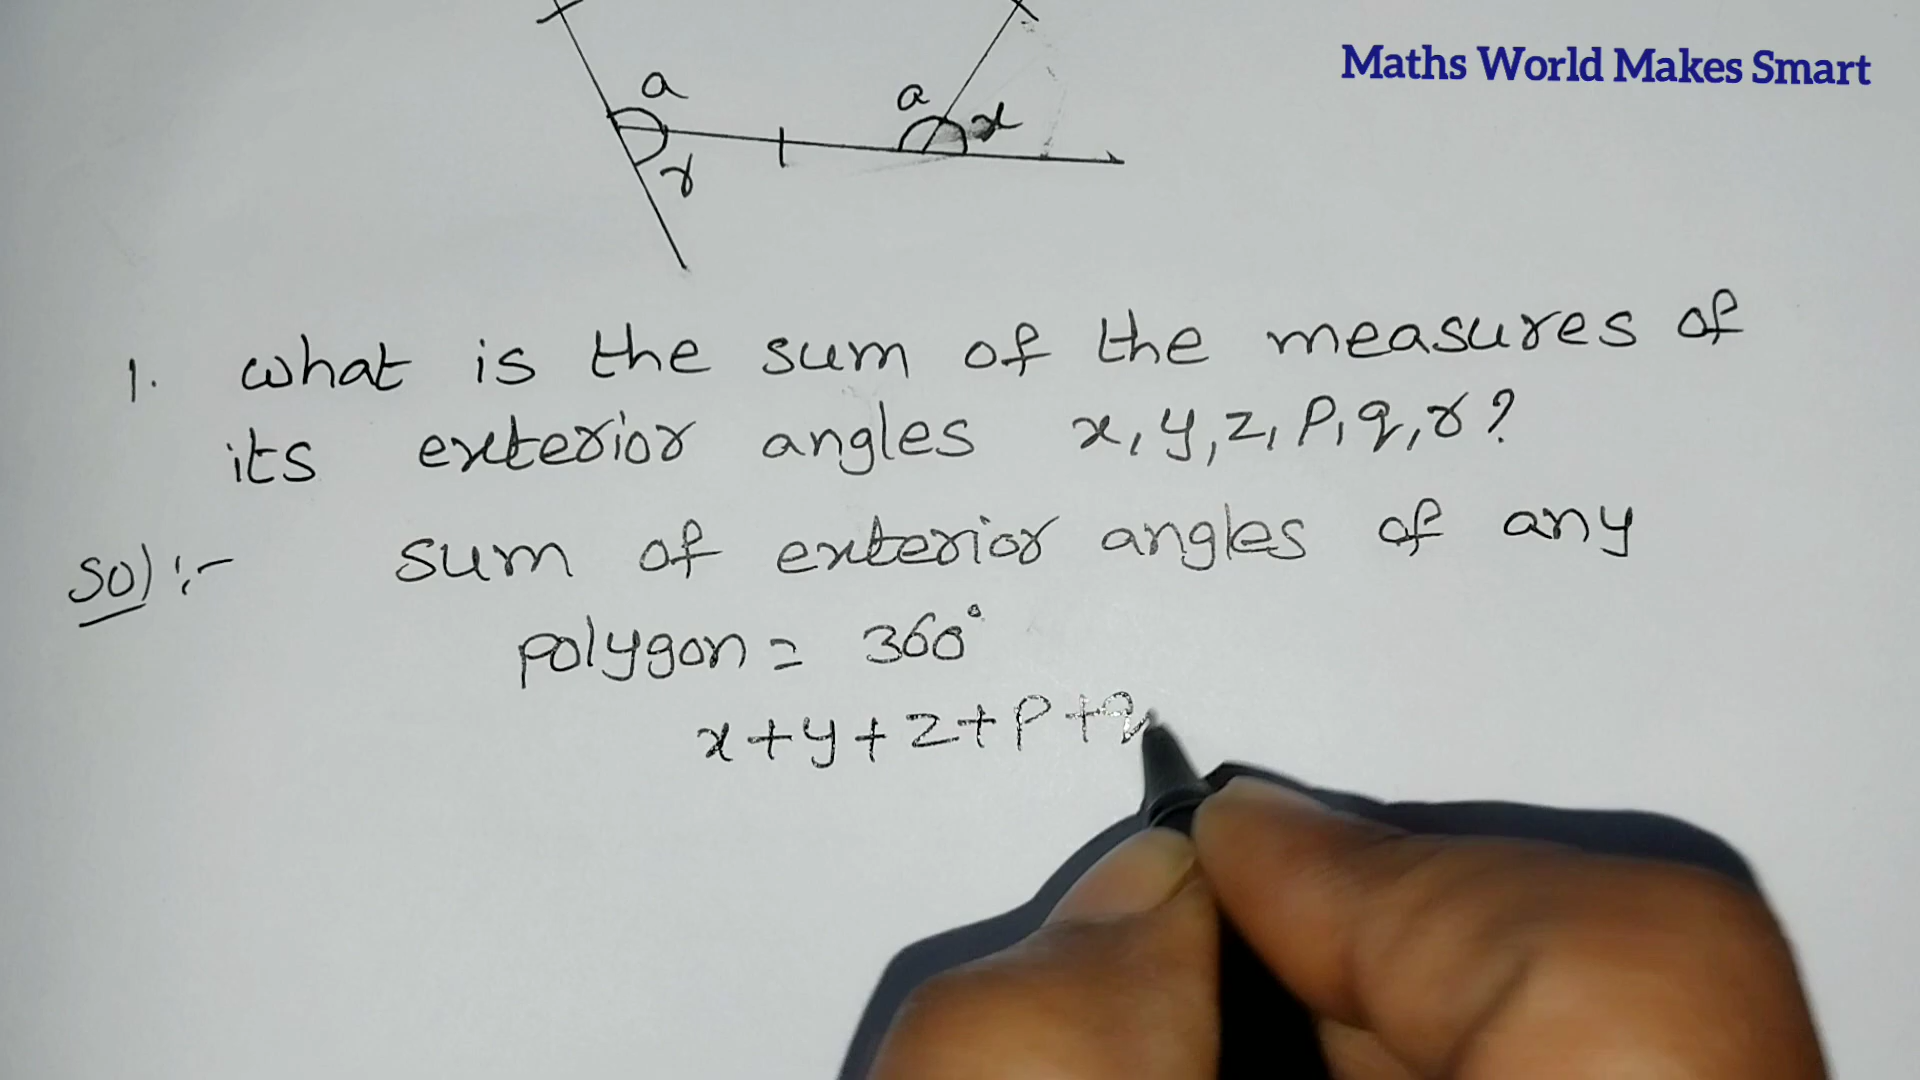 Maths World Makes Smart
a
a
x
r
1. what is the sum of the measures of
its exterior angles x, y, z, p, q, r?
Sol :-
sum of exterior angles of any
polygon = 360°
x+y+z+p+q